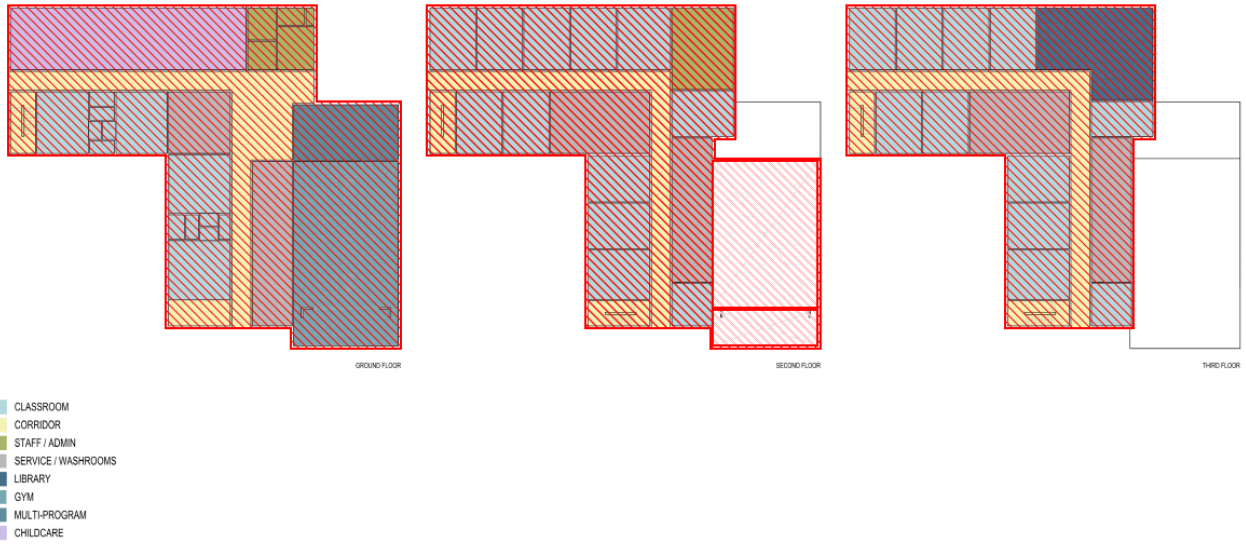 GROUND FLOOR
SECOND FLOOR
THIRD FLOOR
CLASSROOM
CORRIDOR
STAFF / ADMIN
SERVICE / WASHROOMS
LIBRARY
GYM
MULTI-PROGRAM
CHILDCARE